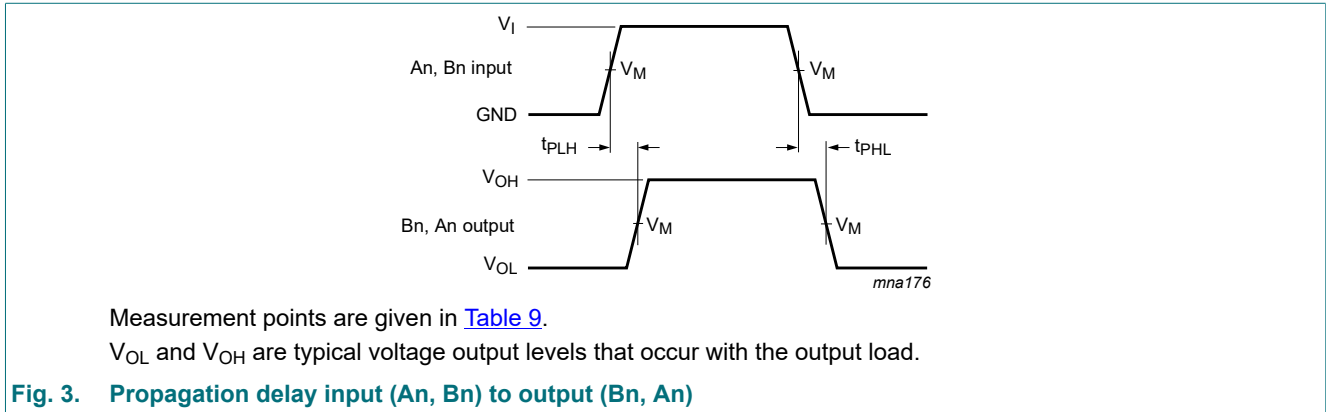 VI
An, Bn input
VM
VM
GND
tPLH
tPHL
VOH
Bn, An output
VM
VM
VOL
mna176
Measurement points are given in Table 9.
VOL and VOH are typical voltage output levels that occur with the output load.
Fig. 3. Propagation delay input (An, Bn) to output (Bn, An)